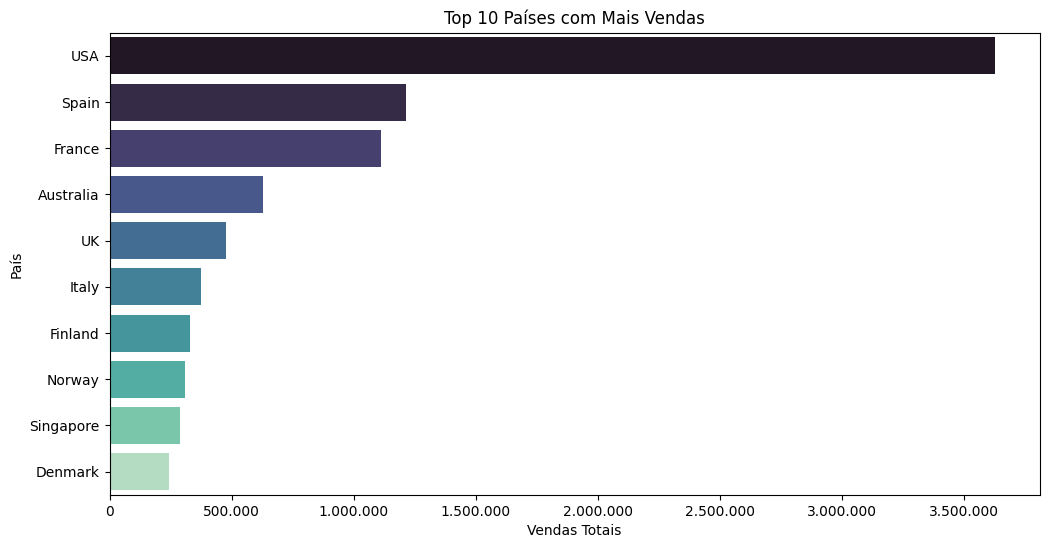 Top 10 Países com Mais Vendas
País
USA
Spain
France
Australia
UK
Italy
Finland
Norway
Singapore
Denmark
0 500.000 1.000.000 1.500.000 2.000.000 2.500.000 3.000.000 3.500.000
Vendas Totais